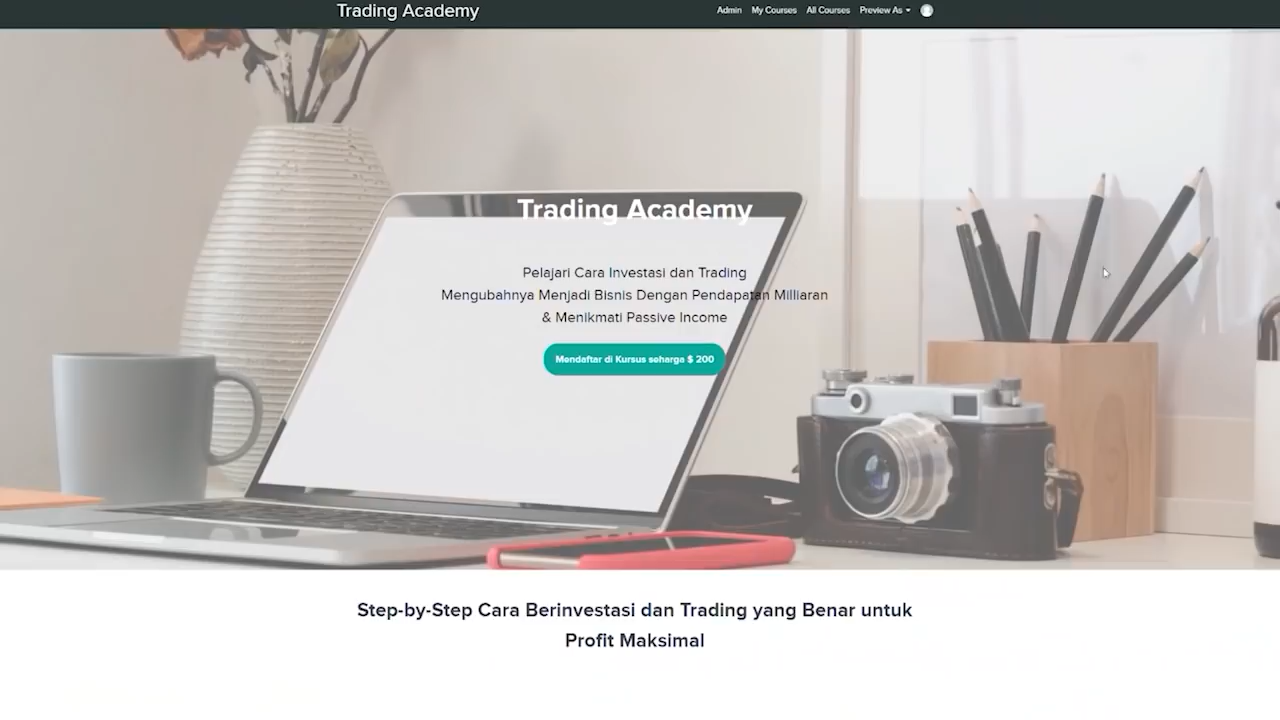 Trading Academy
Admin My Courses All Courses Preview As
Trading Academy
Pelajari Cara Investasi dan Trading
Mengubahnya Menjadi Bisnis Dengan Pendapatan Milliaran
& Menikmati Passive Income
Mendaftar di Kursus seharga $ 200
Step-by-Step Cara Berinvestasi dan Trading yang Benar untuk
Profit Maksimal